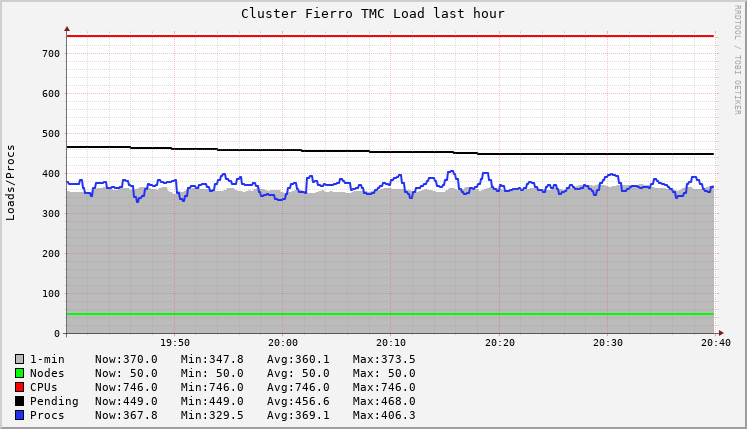 Cluster Fierro TMC Load last hour
RRDTOOL / TOBI OETIKER
Loads/Procs
700
600
500
400
300
200
100
0
19:50 20:00 20:10 20:20 20:30 20:40
1-min Now:370.0 Min:347.8 Avg:360.1 Max:373.5
Nodes Now: 50.0 Min: 50.0 Avg: 50.0 Max: 50.0
CPUs Now:746.0 Min:746.0 Avg:746.0 Max:746.0
Pending Now:449.0 Min:449.0 Avg:456.6 Max:468.0
Procs Now:367.8 Min:329.5 Avg:369.1 Max:406.3